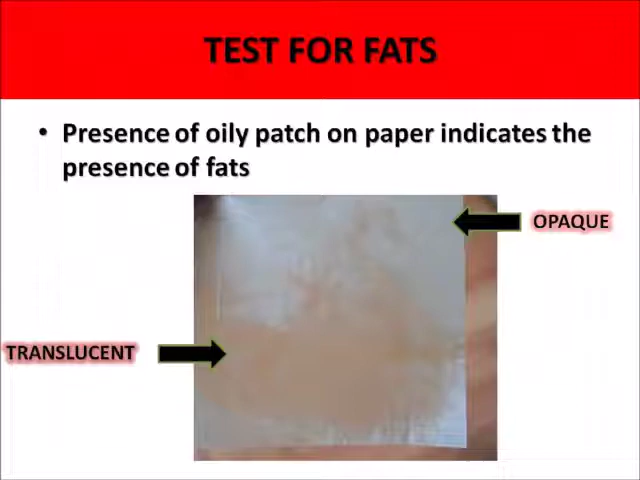 TEST FOR FATS
• Presence of oily patch on paper indicates the
presence of fats
OPAQUE
TRANSLUCENT